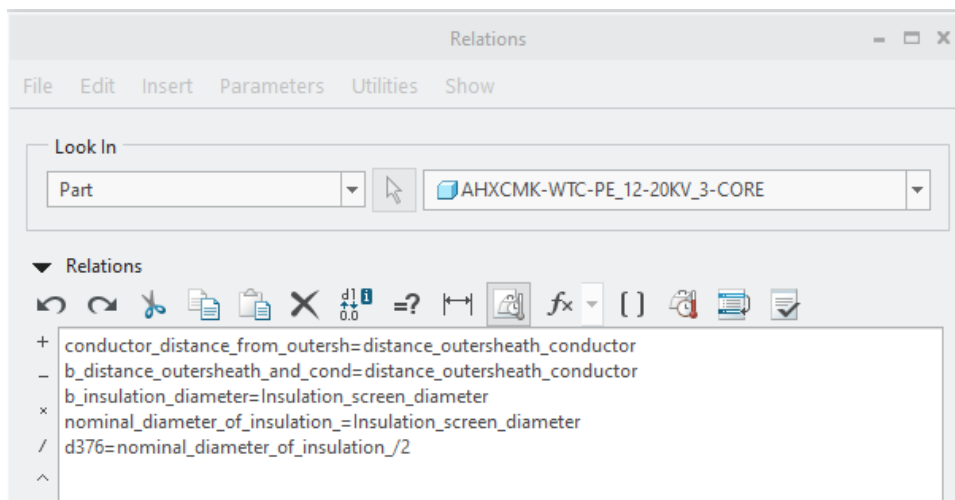 Relations
File Edit Insert Parameters Utilities Show
Look In
Part AHXCMK-WTC-PE_12-20KV_3-CORE
Relations
conductor_distance_from_outersh=distance_outersheath_conductor
b_distance_outersheath_and_cond=distance_outersheath_conductor
b_insulation_diameter=Insulation_screen_diameter
nominal_diameter_of_insulation_=Insulation_screen_diameter
d376=nominal_diameter_of_insulation_/2